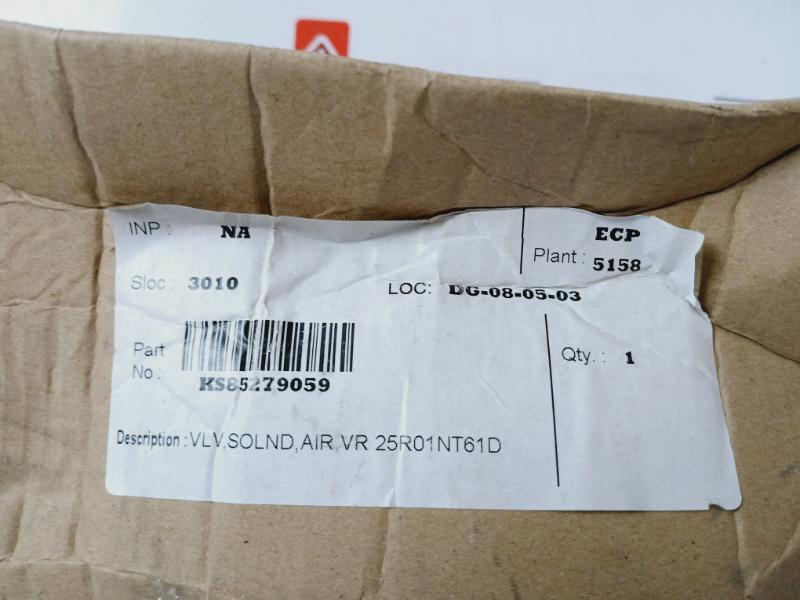 INP : NA
ECP
Plant : 5158
Sloc : 3010
LOC: DG-08-05-03
Part
No :
KS85279059
Qty. : 1
Description : VLV,SOLND,AIR,VR 25R01NT61D